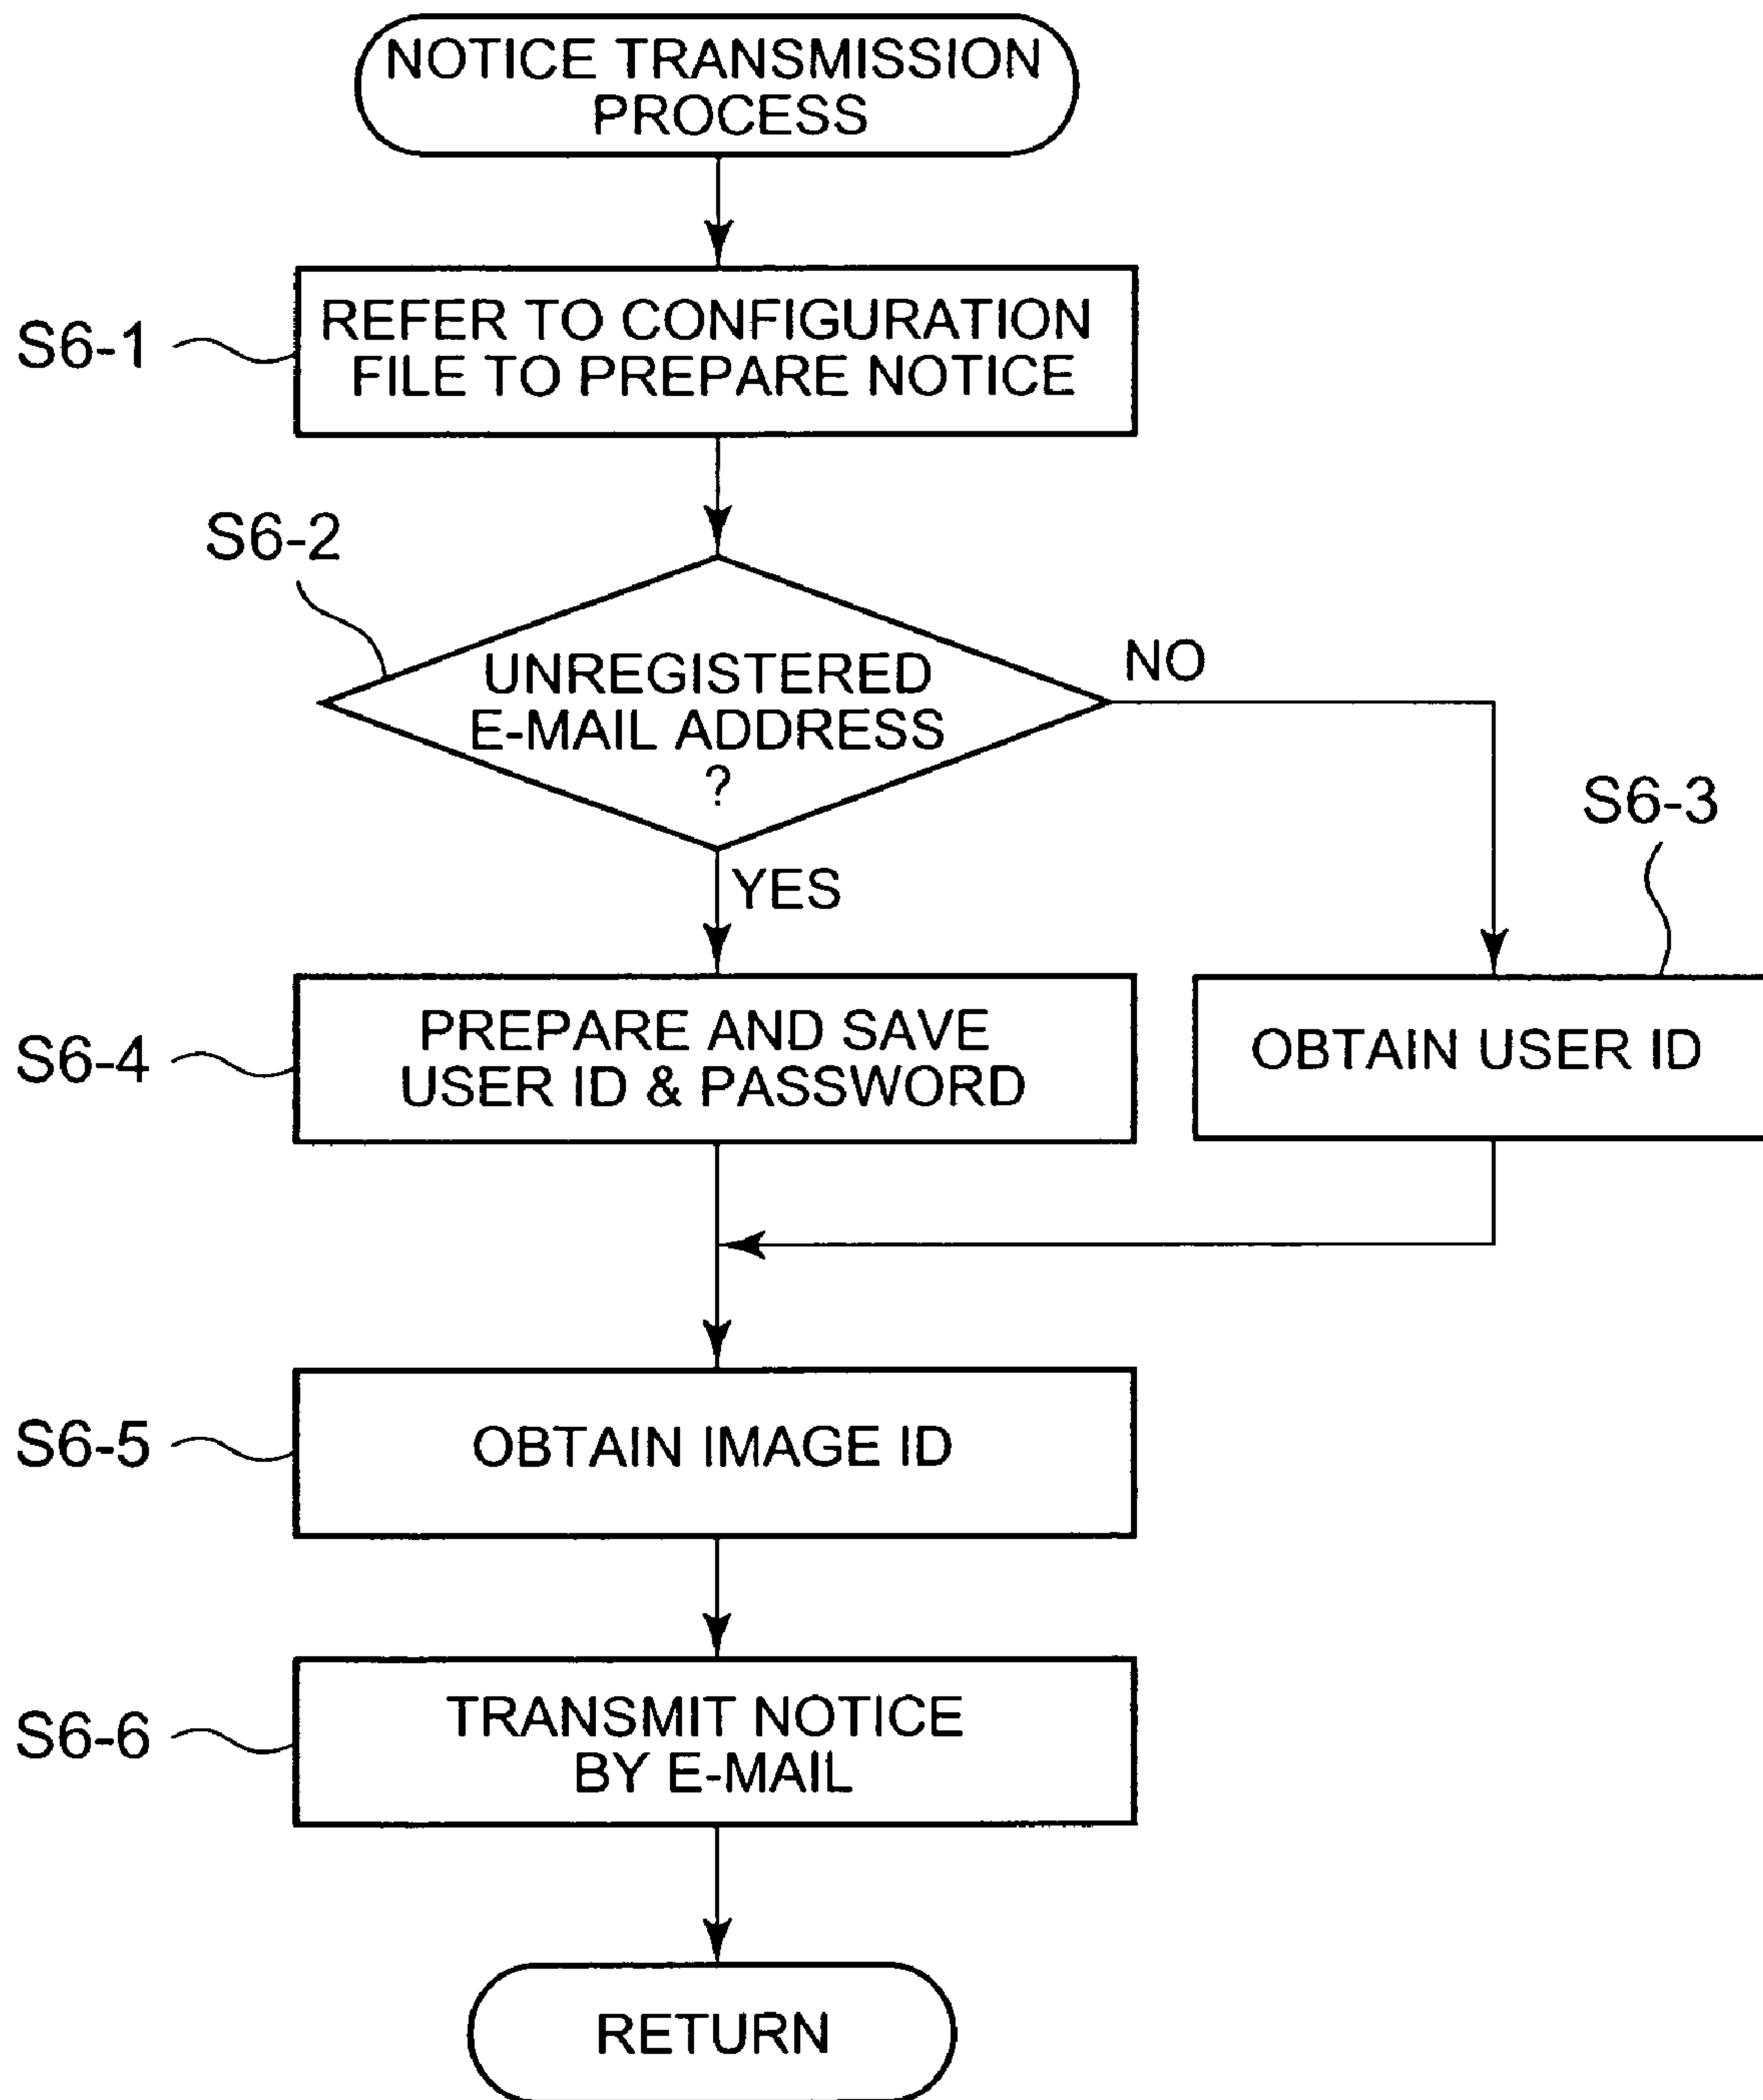 NOTICE TRANSMISSION
PROCESS
S6-1
REFER TO CONFIGURATION
FILE TO PREPARE NOTICE
S6-2
UNREGISTERED
E-MAIL ADDRESS
?
NO
YES
S6-3
S6-4
PREPARE AND SAVE
USER ID & PASSWORD
OBTAIN USER ID
S6-5
OBTAIN IMAGE ID
S6-6
TRANSMIT NOTICE
BY E-MAIL
RETURN